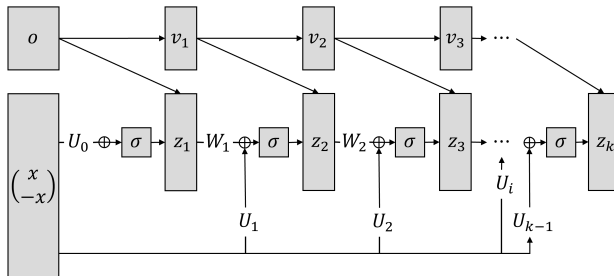 o v₁ v₂ v₃ ...
(x -x) U₀ ⊕ σ z₁ W₁ ⊕ σ z₂ W₂ ⊕ σ z₃ ... ⊕ σ zₖ
U₁ U₂ Uᵢ Uₖ₋₁